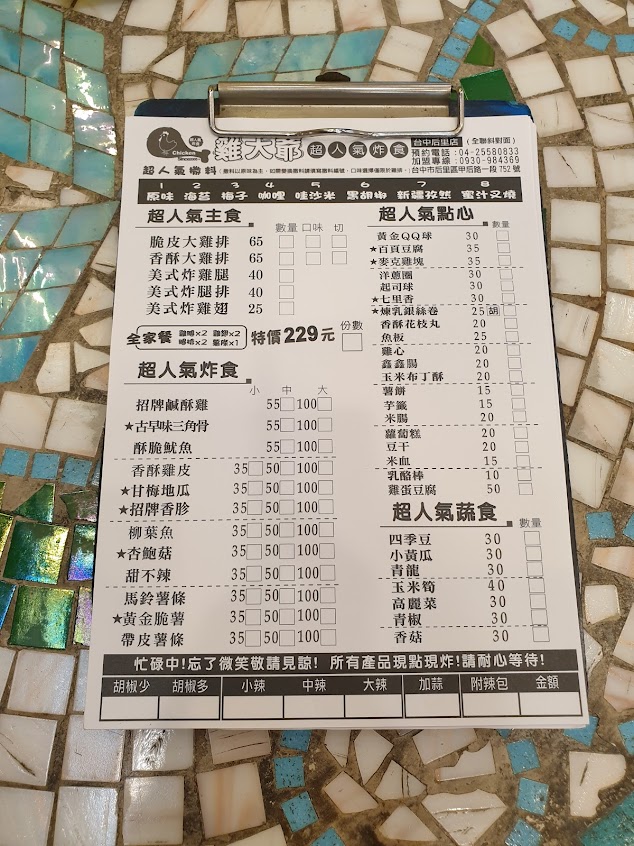 Chicken
雞大爺 超人氣炸食
台中后里店 (全聯斜對面)
預約電話:04-25580833
加盟專線:0930-984369
台中市后里區甲后路一段752號
超人氣撒料
1 2 3 4 5 6 7 8
原味 海苔 梅子 咖哩 哇沙米 黑胡椒 新疆孜然 蜜汁叉燒
超人氣主食
數量 口味 切
脆皮大雞排 65
香酥大雞排 65
美式炸雞腿 40
美式炸腿排 40
美式炸雞翅 25
全家餐
特價229元 份數
超人氣炸食
小 中 大
招牌鹹酥雞 55 100
★古早味三角骨 55 100
酥脆魷魚 55 100
香酥雞皮 35 50 100
★甘梅地瓜 35 50 100
★招牌香胗 35 50 100
柳葉魚 35 50 100
★杏鮑菇 35 50 100
甜不辣 35 50 100
馬鈴薯條 35 50 100
★黃金脆薯 35 50 100
帶皮薯條 35 50 100
超人氣點心
數量
黃金QQ球 30
★百頁豆腐 35
★麥克雞塊 35
洋蔥圈 30
起司球 30
★七里香 30
★煉乳銀絲卷 25 胡
香酥花枝丸 20
魚板 25
雞心 20
鑫鑫腸 20
玉米布丁酥 20
薯餅 15
芋籤 15
米腸 20
蘿蔔糕 20
豆干 20
米血 15
乳酪棒 10
雞蛋豆腐 50
超人氣蔬食
數量
四季豆 30
小黃瓜 30
青龍 30
玉米筍 40
高麗菜 30
青椒 30
香菇 30
忙碌中!忘了微笑敬請見諒! 所有產品現點現炸!請耐心等待!
胡椒少 胡椒多 小辣 中辣 大辣 加蒜 附辣包 金額